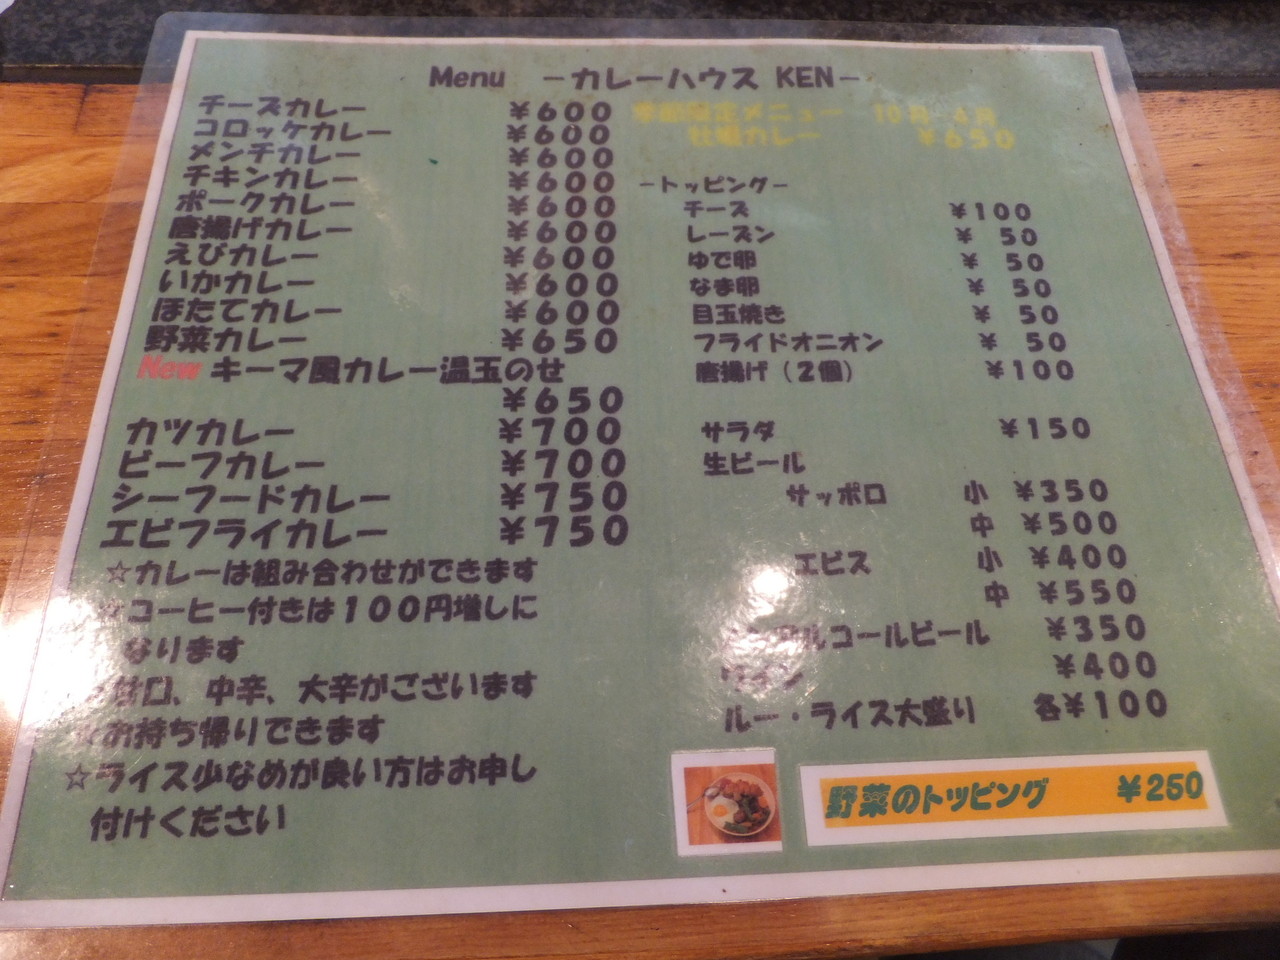 Menu －カレーハウス KEN－
チーズカレー ￥600
コロッケカレー ￥600
メンチカレー ￥600
チキンカレー ￥600
ポークカレー ￥600
唐揚げカレー ￥600
えびカレー ￥600
いかカレー ￥600
ほたてカレー ￥600
野菜カレー ￥650
New キーマ風カレー温玉のせ
￥650
カツカレー ￥700
ビーフカレー ￥700
シーフードカレー ￥750
エビフライカレー ￥750
☆カレーは組み合わせができます
☆コーヒー付きは１００円増しに
なります
甘口、中辛、大辛がございます
☆お持ち帰りできます
☆ライス少なめが良い方はお申し
付けください
季節限定メニュー 10月 4月
牡蠣カレー ￥650
－トッピング－
チーズ ￥100
レーズン ￥ 50
ゆで卵 ￥ 50
なま卵 ￥ 50
目玉焼き ￥ 50
フライドオニオン ￥ 50
唐揚げ（２個） ￥100
サラダ ￥150
生ビール
サッポロ 小 ￥350
中 ￥500
エビス 小 ￥400
中 ￥550
ノンアルコールビール ￥350
ワイン ￥400
ルー・ライス大盛り 各￥100
野菜のトッピング ￥250